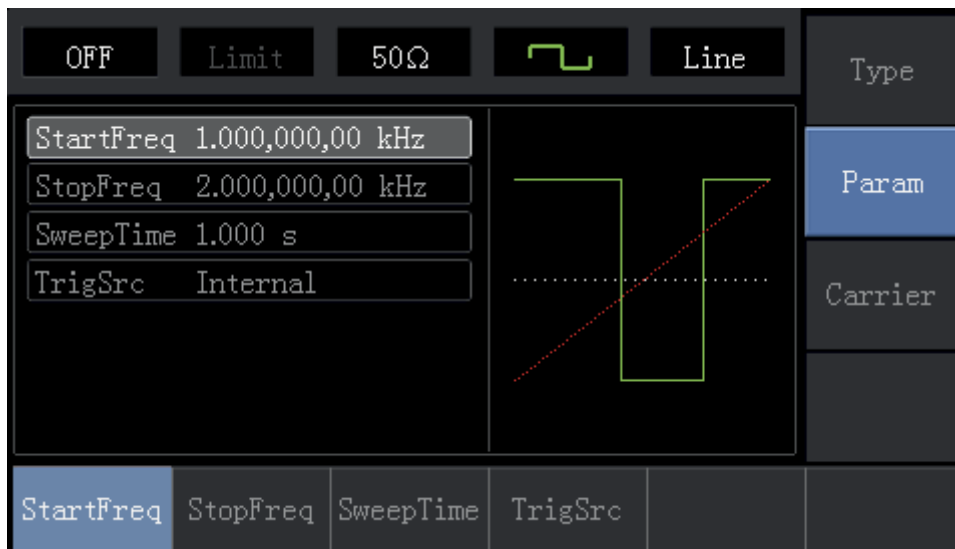 OFF Limit 50Ω Line
Type
StartFreq 1.000,000,00 kHz
StopFreq 2.000,000,00 kHz
SweepTime 1.000 s
TrigSrc Internal
Param
Carrier
StartFreq StopFreq SweepTime TrigSrc